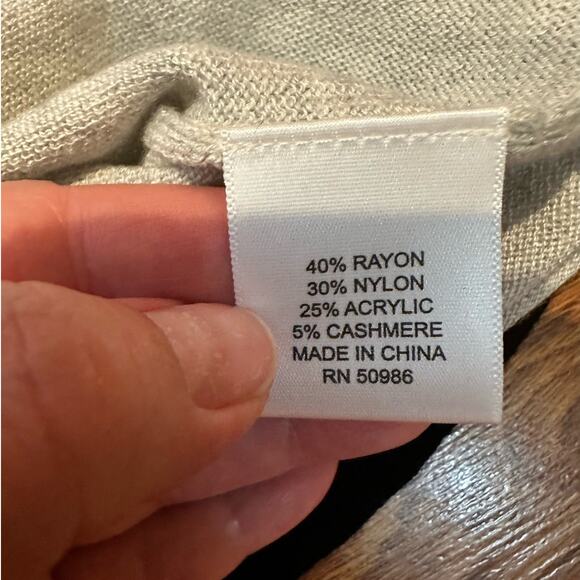 40% RAYON
30% NYLON
25% ACRYLIC
5% CASHMERE
MADE IN CHINA
RN 50986